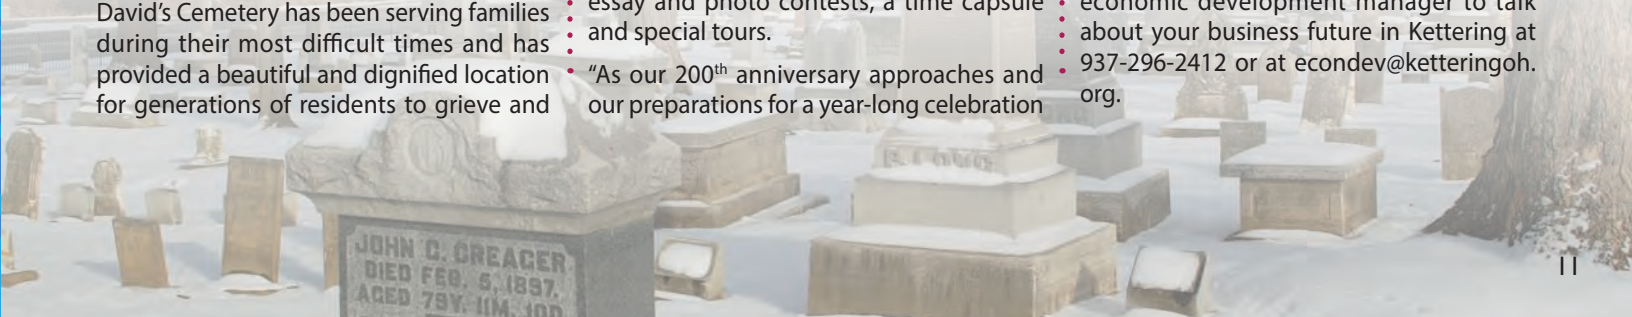 David’s Cemetery has been serving families
during their most difficult times and has
provided a beautiful and dignified location
for generations of residents to grieve and
essay and photo contests, a time capsule
and special tours.
“As our 200th anniversary approaches and
our preparations for a year-long celebration
economic development manager to talk
about your business future in Kettering at
937-296-2412 or at econdev@ketteringoh.
org.
JOHN C. CREAGER
DIED FEB. 5, 1897.
AGED 79Y. 11M. 10D
11